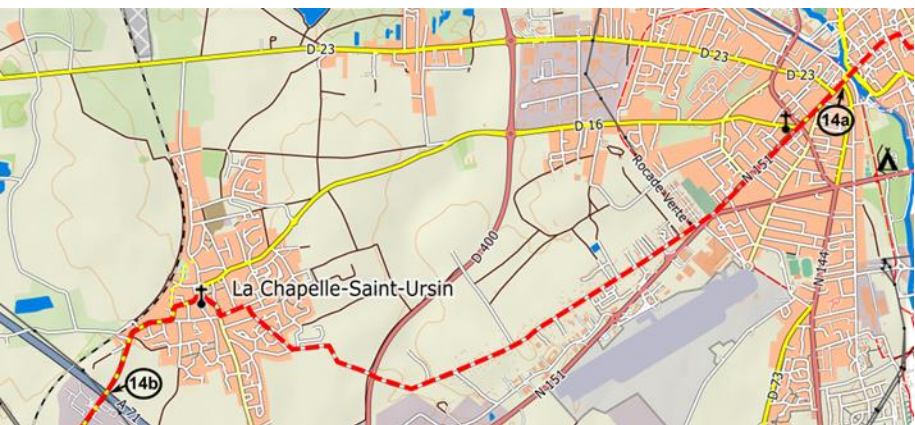 D 23
D 23
D 23
14a
D 16
N 151
Rocade Verte
D 400
N 144
La Chapelle-Saint-Ursin
14b
A 71
N 151
D 73